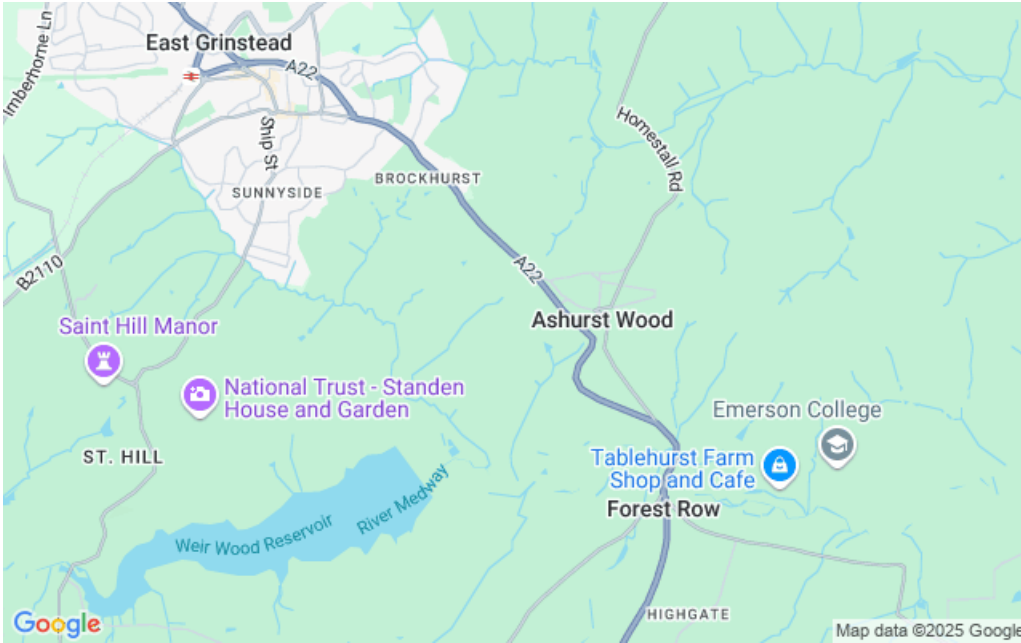 Imberhorne Ln
East Grinstead
A22
Ship St
Homestall Rd
SUNNYSIDE
BROCKHURST
B2110
A22
Saint Hill Manor
Ashurst Wood
National Trust - Standen
House and Garden
Emerson College
ST. HILL
Tablehurst Farm
Shop and Cafe
Forest Row
River Medway
Weir Wood Reservoir
HIGHGATE
Google
Map data ©2025 Google